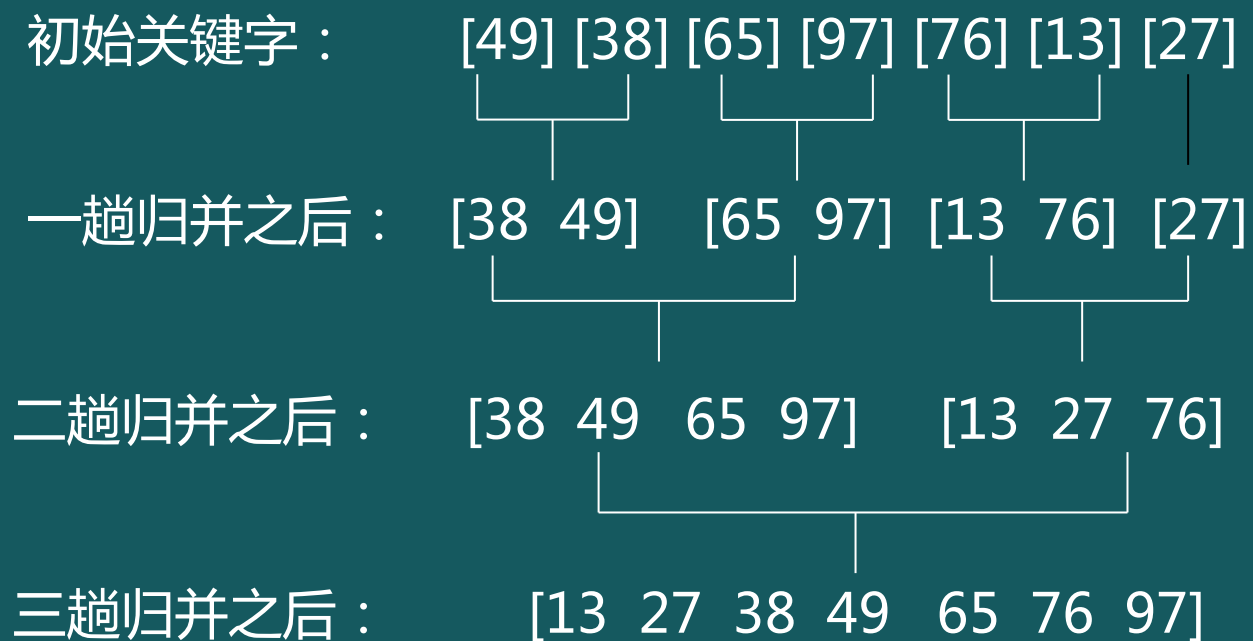 初始关键字： [49] [38] [65] [97] [76] [13] [27]
一趟归并之后： [38 49] [65 97] [13 76] [27]
二趟归并之后： [38 49 65 97] [13 27 76]
三趟归并之后： [13 27 38 49 65 76 97]